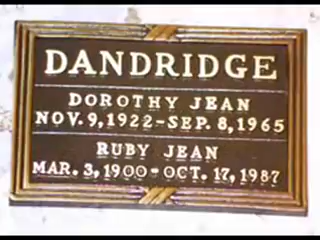 DANDRIDGE
DOROTHY JEAN
NOV. 9, 1922-SEP. 8, 1965
RUBY JEAN
MAR. 3, 1900-OCT. 17, 1987